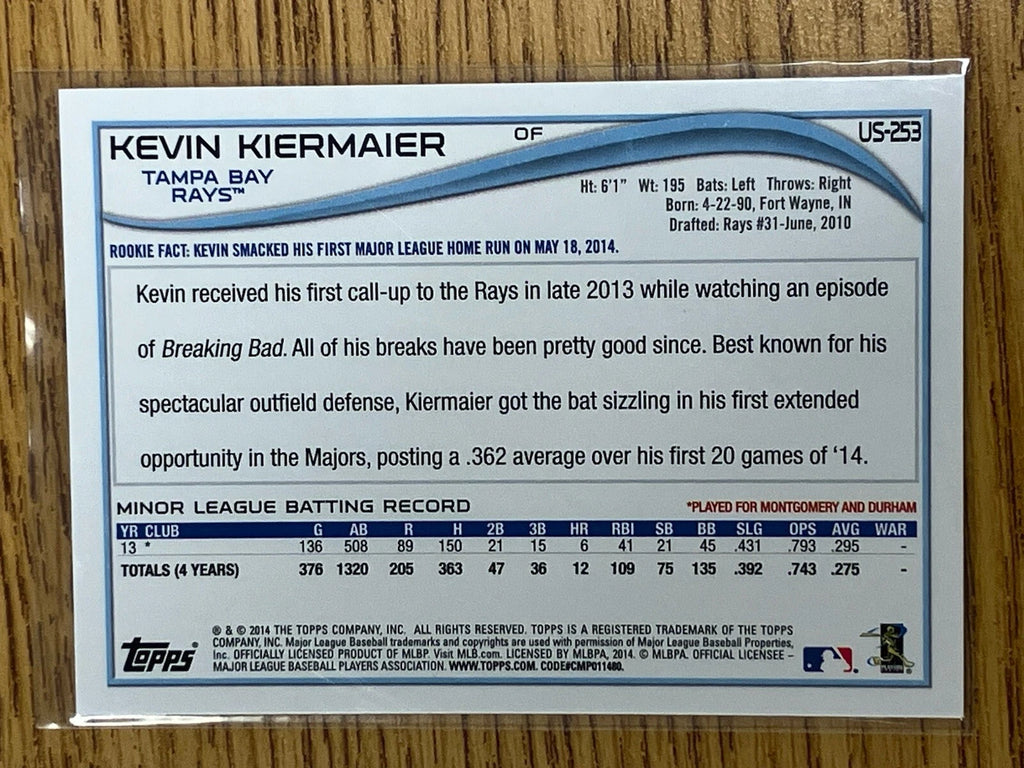 KEVIN KIERMAIER OF US-253
TAMPA BAY
RAYS™
Ht: 6'1" Wt: 195 Bats: Left Throws: Right
Born: 4-22-90, Fort Wayne, IN
Drafted: Rays #31-June, 2010
ROOKIE FACT: KEVIN SMACKED HIS FIRST MAJOR LEAGUE HOME RUN ON MAY 18, 2014.
Kevin received his first call-up to the Rays in late 2013 while watching an episode
of Breaking Bad. All of his breaks have been pretty good since. Best known for his
spectacular outfield defense, Kiermaier got the bat sizzling in his first extended
opportunity in the Majors, posting a .362 average over his first 20 games of ‘14.
MINOR LEAGUE BATTING RECORD *PLAYED FOR MONTGOMERY AND DURHAM
YR CLUB G AB R H 2B 3B HR RBI SB BB SLG OPS AVG WAR
13 * 136 508 89 150 21 15 6 41 21 45 .431 .793 .295 -
TOTALS (4 YEARS) 376 1320 205 363 47 36 12 109 75 135 .392 .743 .275 -
® & © 2014 THE TOPPS COMPANY, INC. ALL RIGHTS RESERVED. TOPPS IS A REGISTERED TRADEMARK OF THE TOPPS
COMPANY, INC. Major League Baseball trademarks and copyrights are used with permission of Major League Baseball Properties,
Inc. OFFICIALLY LICENSED PRODUCT OF MLBP. Visit MLB.com. LICENSED BY MLBPA, 2014. © MLBPA. OFFICIAL LICENSEE –
MAJOR LEAGUE BASEBALL PLAYERS ASSOCIATION. WWW.TOPPS.COM. CODE#CMP011480.
Topps®